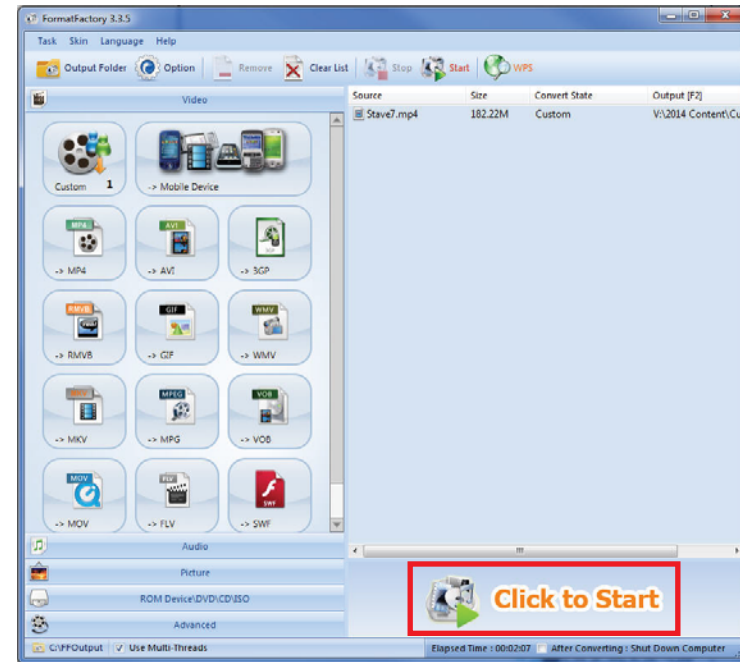 FormatFactory 3.3.5
Task Skin Language Help
Output Folder Option Remove Clear List Stop Start WPS
Video
Source Size Convert State Output [F2]
Stave7.mp4 182.22M Custom V:\2014 Content\Cu
Custom 1
-> Mobile Device
MP4
-> MP4
AVI
-> AVI
3GP
-> 3GP
RMVB
-> RMVB
GIF
-> GIF
WMV
-> WMV
MKV
-> MKV
MPEG
-> MPG
VOB
-> VOB
MOV
-> MOV
FLV
-> FLV
SWF
-> SWF
Audio
Picture
ROM Device\DVD\CD\ISO
Advanced
Click to Start
C:\FFOutput Use Multi-Threads
Elapsed Time : 00:02:07 After Converting : Shut Down Computer